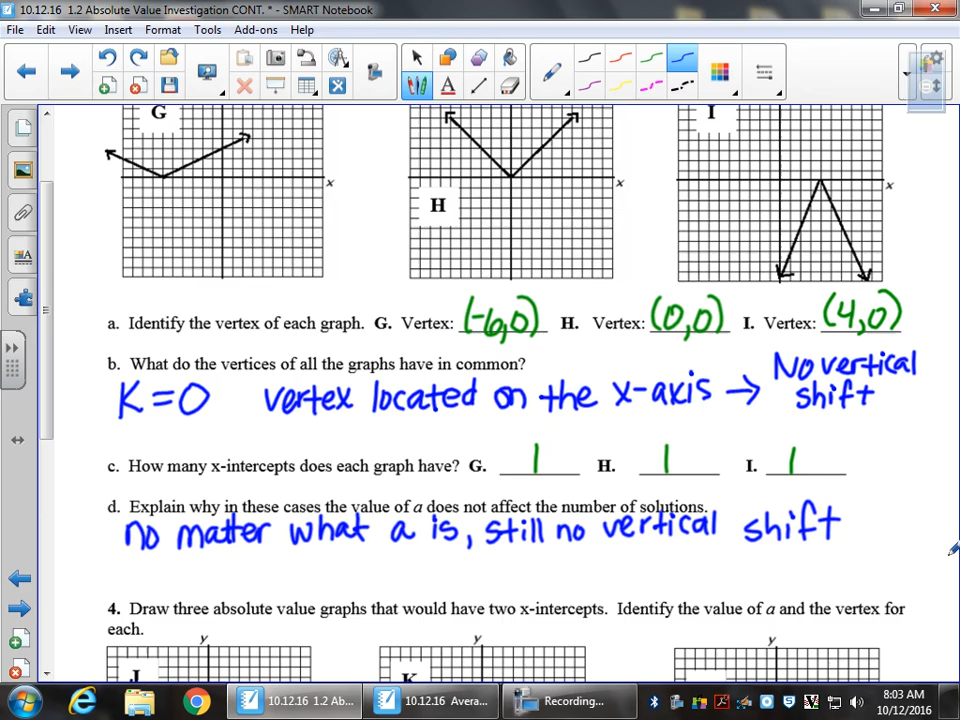 10.12.16 1.2 Absolute Value Investigation CONT. * - SMART Notebook
File Edit View Insert Format Tools Add-ons Help
G
H
I
x
x
x
a. Identify the vertex of each graph. G. Vertex: (-6,0) H. Vertex: (0,0) I. Vertex: (4,0)
b. What do the vertices of all the graphs have in common?
K=0 vertex located on the x-axis → No vertical shift
c. How many x-intercepts does each graph have? G. 1 H. 1 I. 1
d. Explain why in these cases the value of a does not affect the number of solutions.
no matter what a is, still no vertical shift
4. Draw three absolute value graphs that would have two x-intercepts. Identify the value of a and the vertex for
each.
y
y
y
J
K
10.12.16 1.2 Ab...
10.12.16 Avera...
Recording...
8:03 AM
10/12/2016